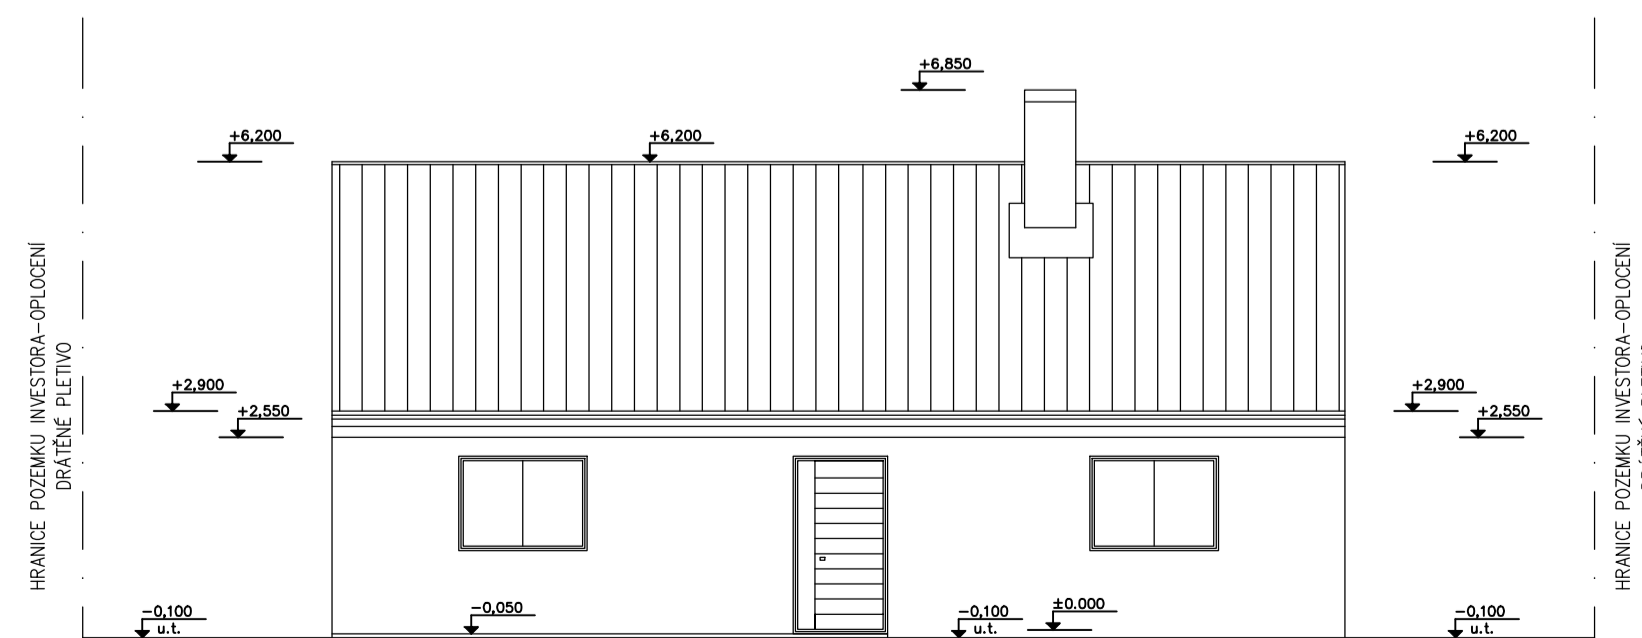 +6,850
+6,200
+6,200
+6,200
HRANICE POZEMKU INVESTORA-OPLOCENÍ
DRÁTĚNÉ PLETIVO
HRANICE POZEMKU INVESTORA-OPLOCENÍ
+2,900
+2,550
+2,900
+2,550
-0,100
u.t.
-0,050
-0,100
u.t.
±0.000
-0,100
u.t.